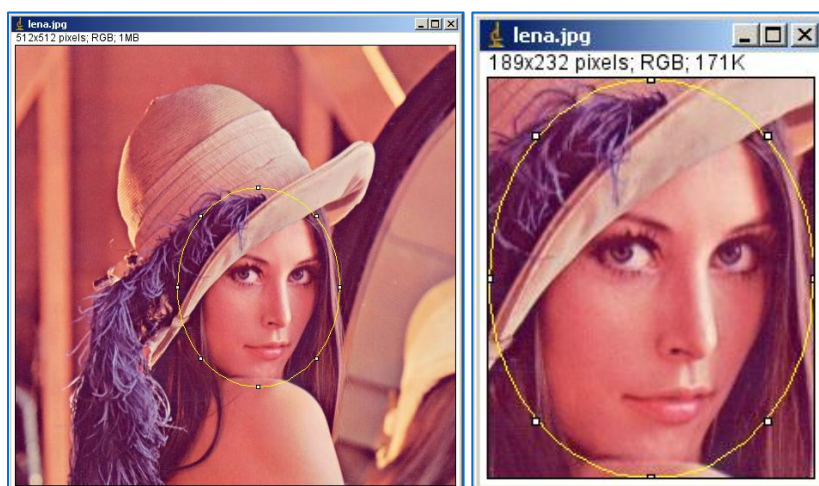 lena.jpg
512x512 pixels; RGB; 1MB
lena.jpg
189x232 pixels; RGB; 171K